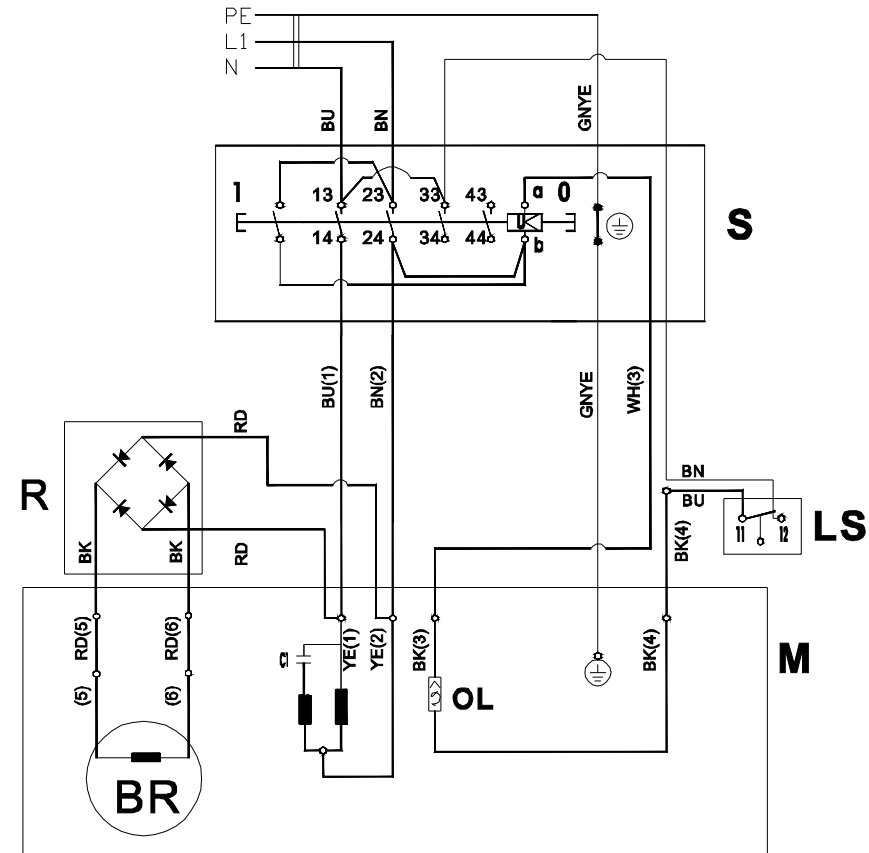 PE
L1
N
BU
BN
GNYE
1
13
23
33
43
a
0
U<
14
24
34
44
b
S
BU(1)
BN(2)
GNYE
WH(3)
RD
R
BN
BU
11
12
LS
BK
BK
RD
BK(4)
RD(5)
RD(6)
YE(1)
YE(2)
BK(3)
BK(4)
M
(5)
(6)
OL
BR